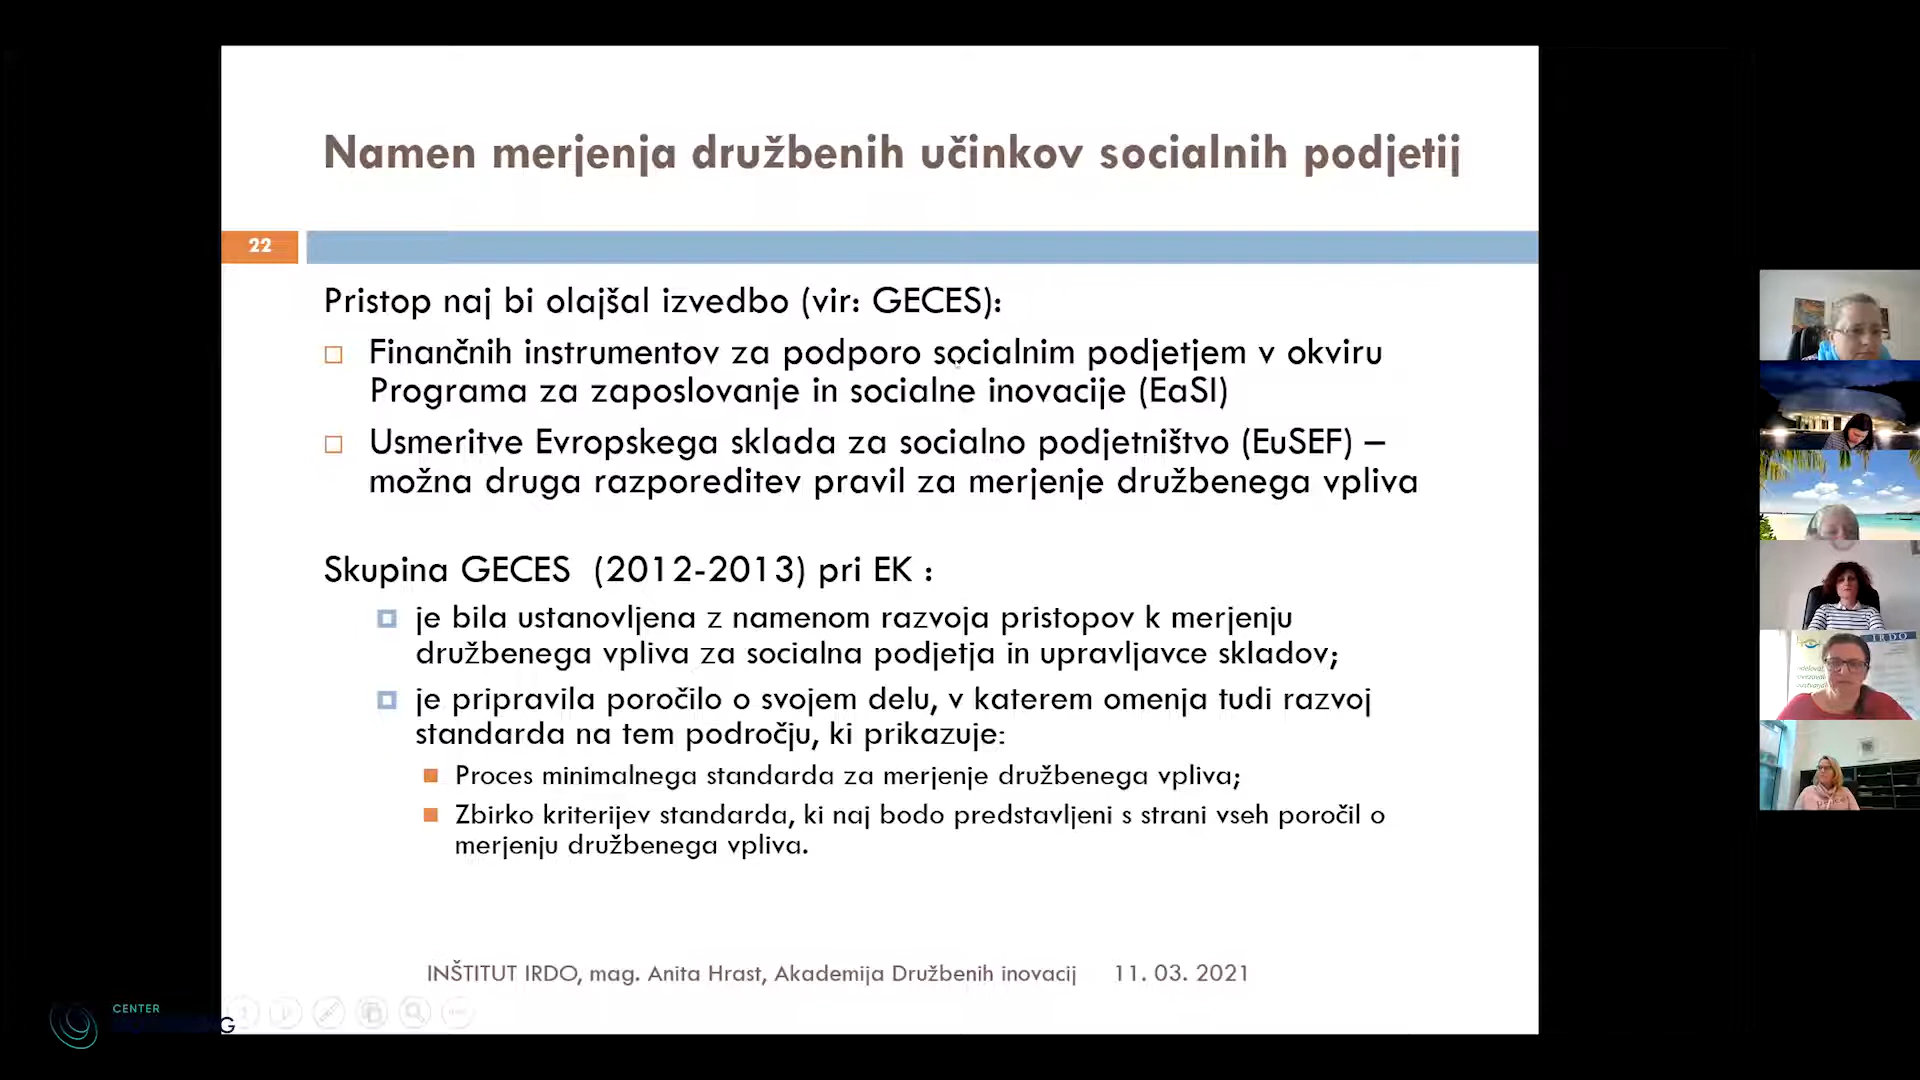 Namen merjenja družbenih učinkov socialnih podjetij
22
Pristop naj bi olajšal izvedbo (vir: GECES):
Finančnih instrumentov za podporo socialnim podjetjem v okviru
Programa za zaposlovanje in socialne inovacije (EaSI)
Usmeritve Evropskega sklada za socialno podjetništvo (EuSEF) –
možna druga razporeditev pravil za merjenje družbenega vpliva
Skupina GECES (2012-2013) pri EK :
je bila ustanovljena z namenom razvoja pristopov k merjenju
družbenega vpliva za socialna podjetja in upravljavce skladov;
je pripravila poročilo o svojem delu, v katerem omenja tudi razvoj
standarda na tem področju, ki prikazuje:
Proces minimalnega standarda za merjenje družbenega vpliva;
Zbirko kriterijev standarda, ki naj bodo predstavljeni s strani vseh poročil o
merjenju družbenega vpliva.
INŠTITUT IRDO, mag. Anita Hrast, Akademija Družbenih inovacij 11. 03. 2021
CENTER
IRDO